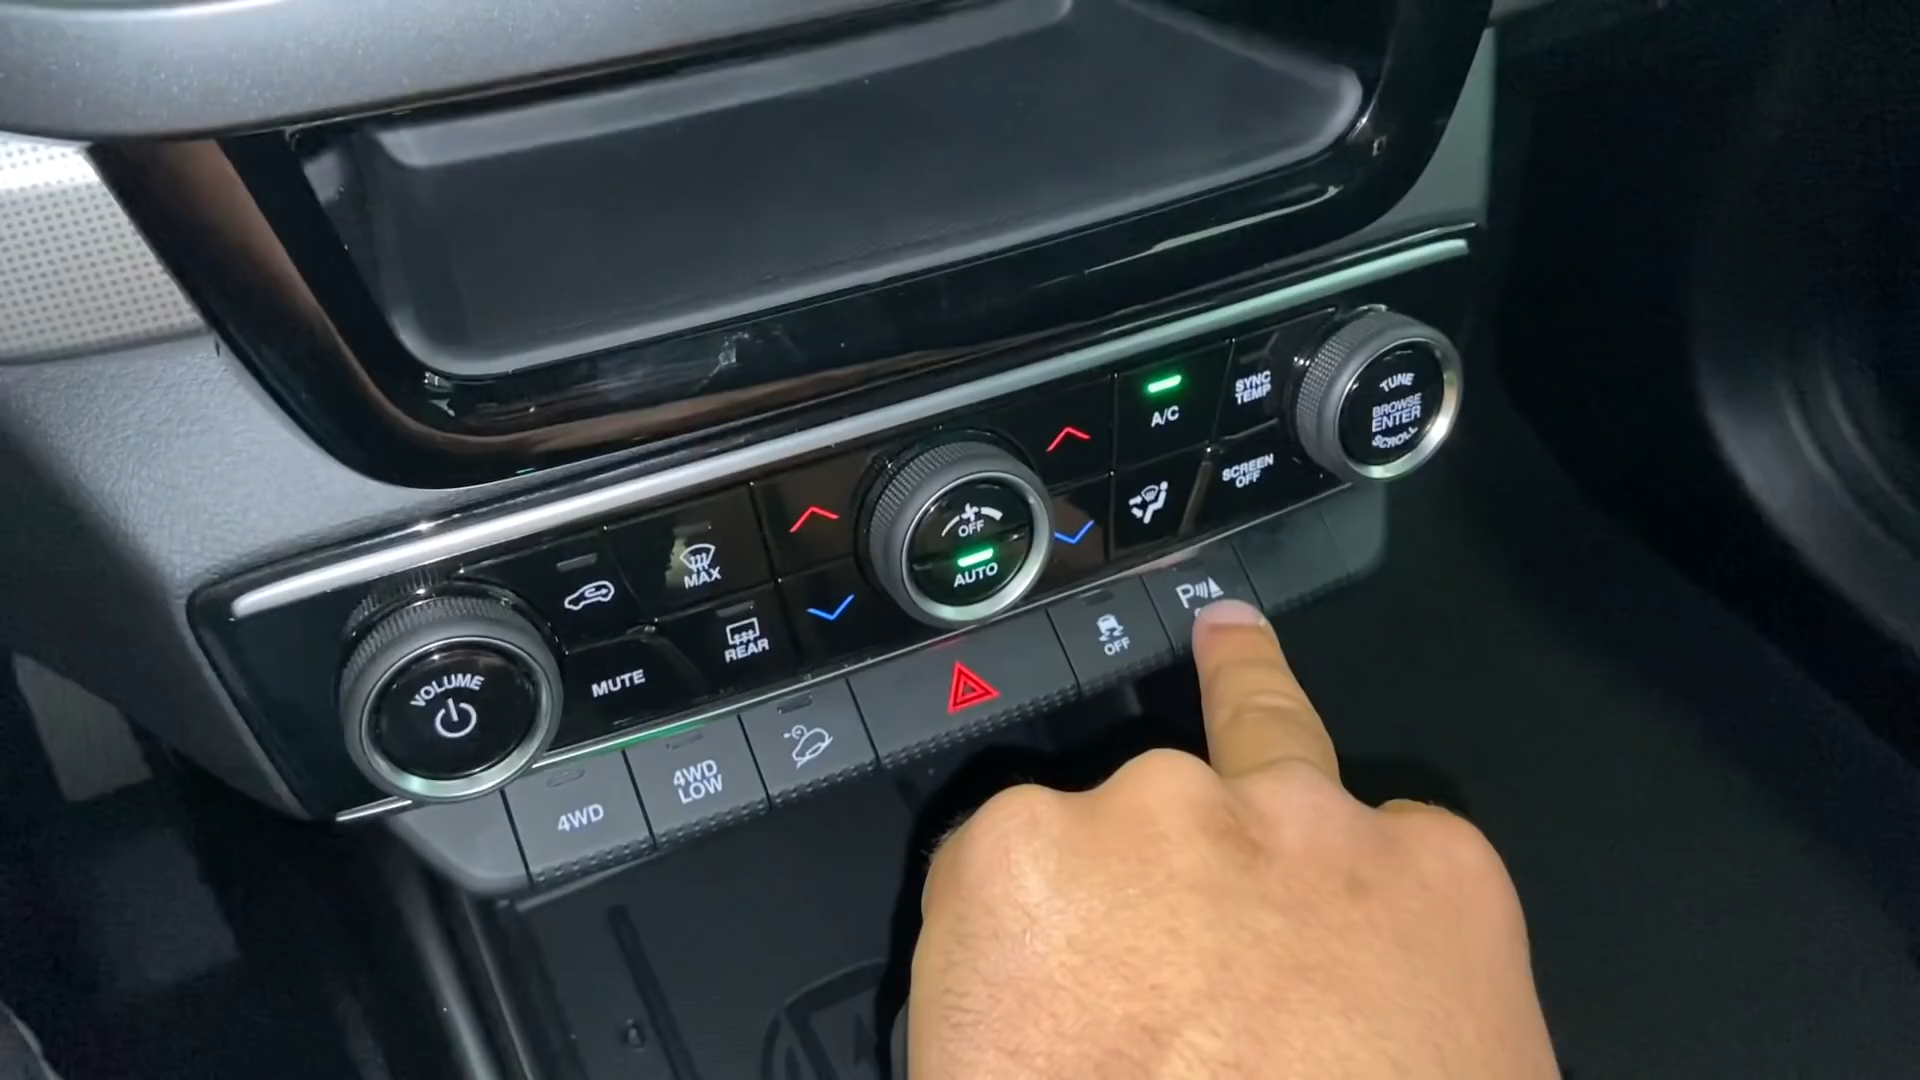 A/C
SYNC
TEMP
TUNE
BROWSE
ENTER
SCROLL
SCREEN
OFF
OFF
AUTO
MAX
REAR
MUTE
VOLUME
OFF
P
4WD
LOW
4WD